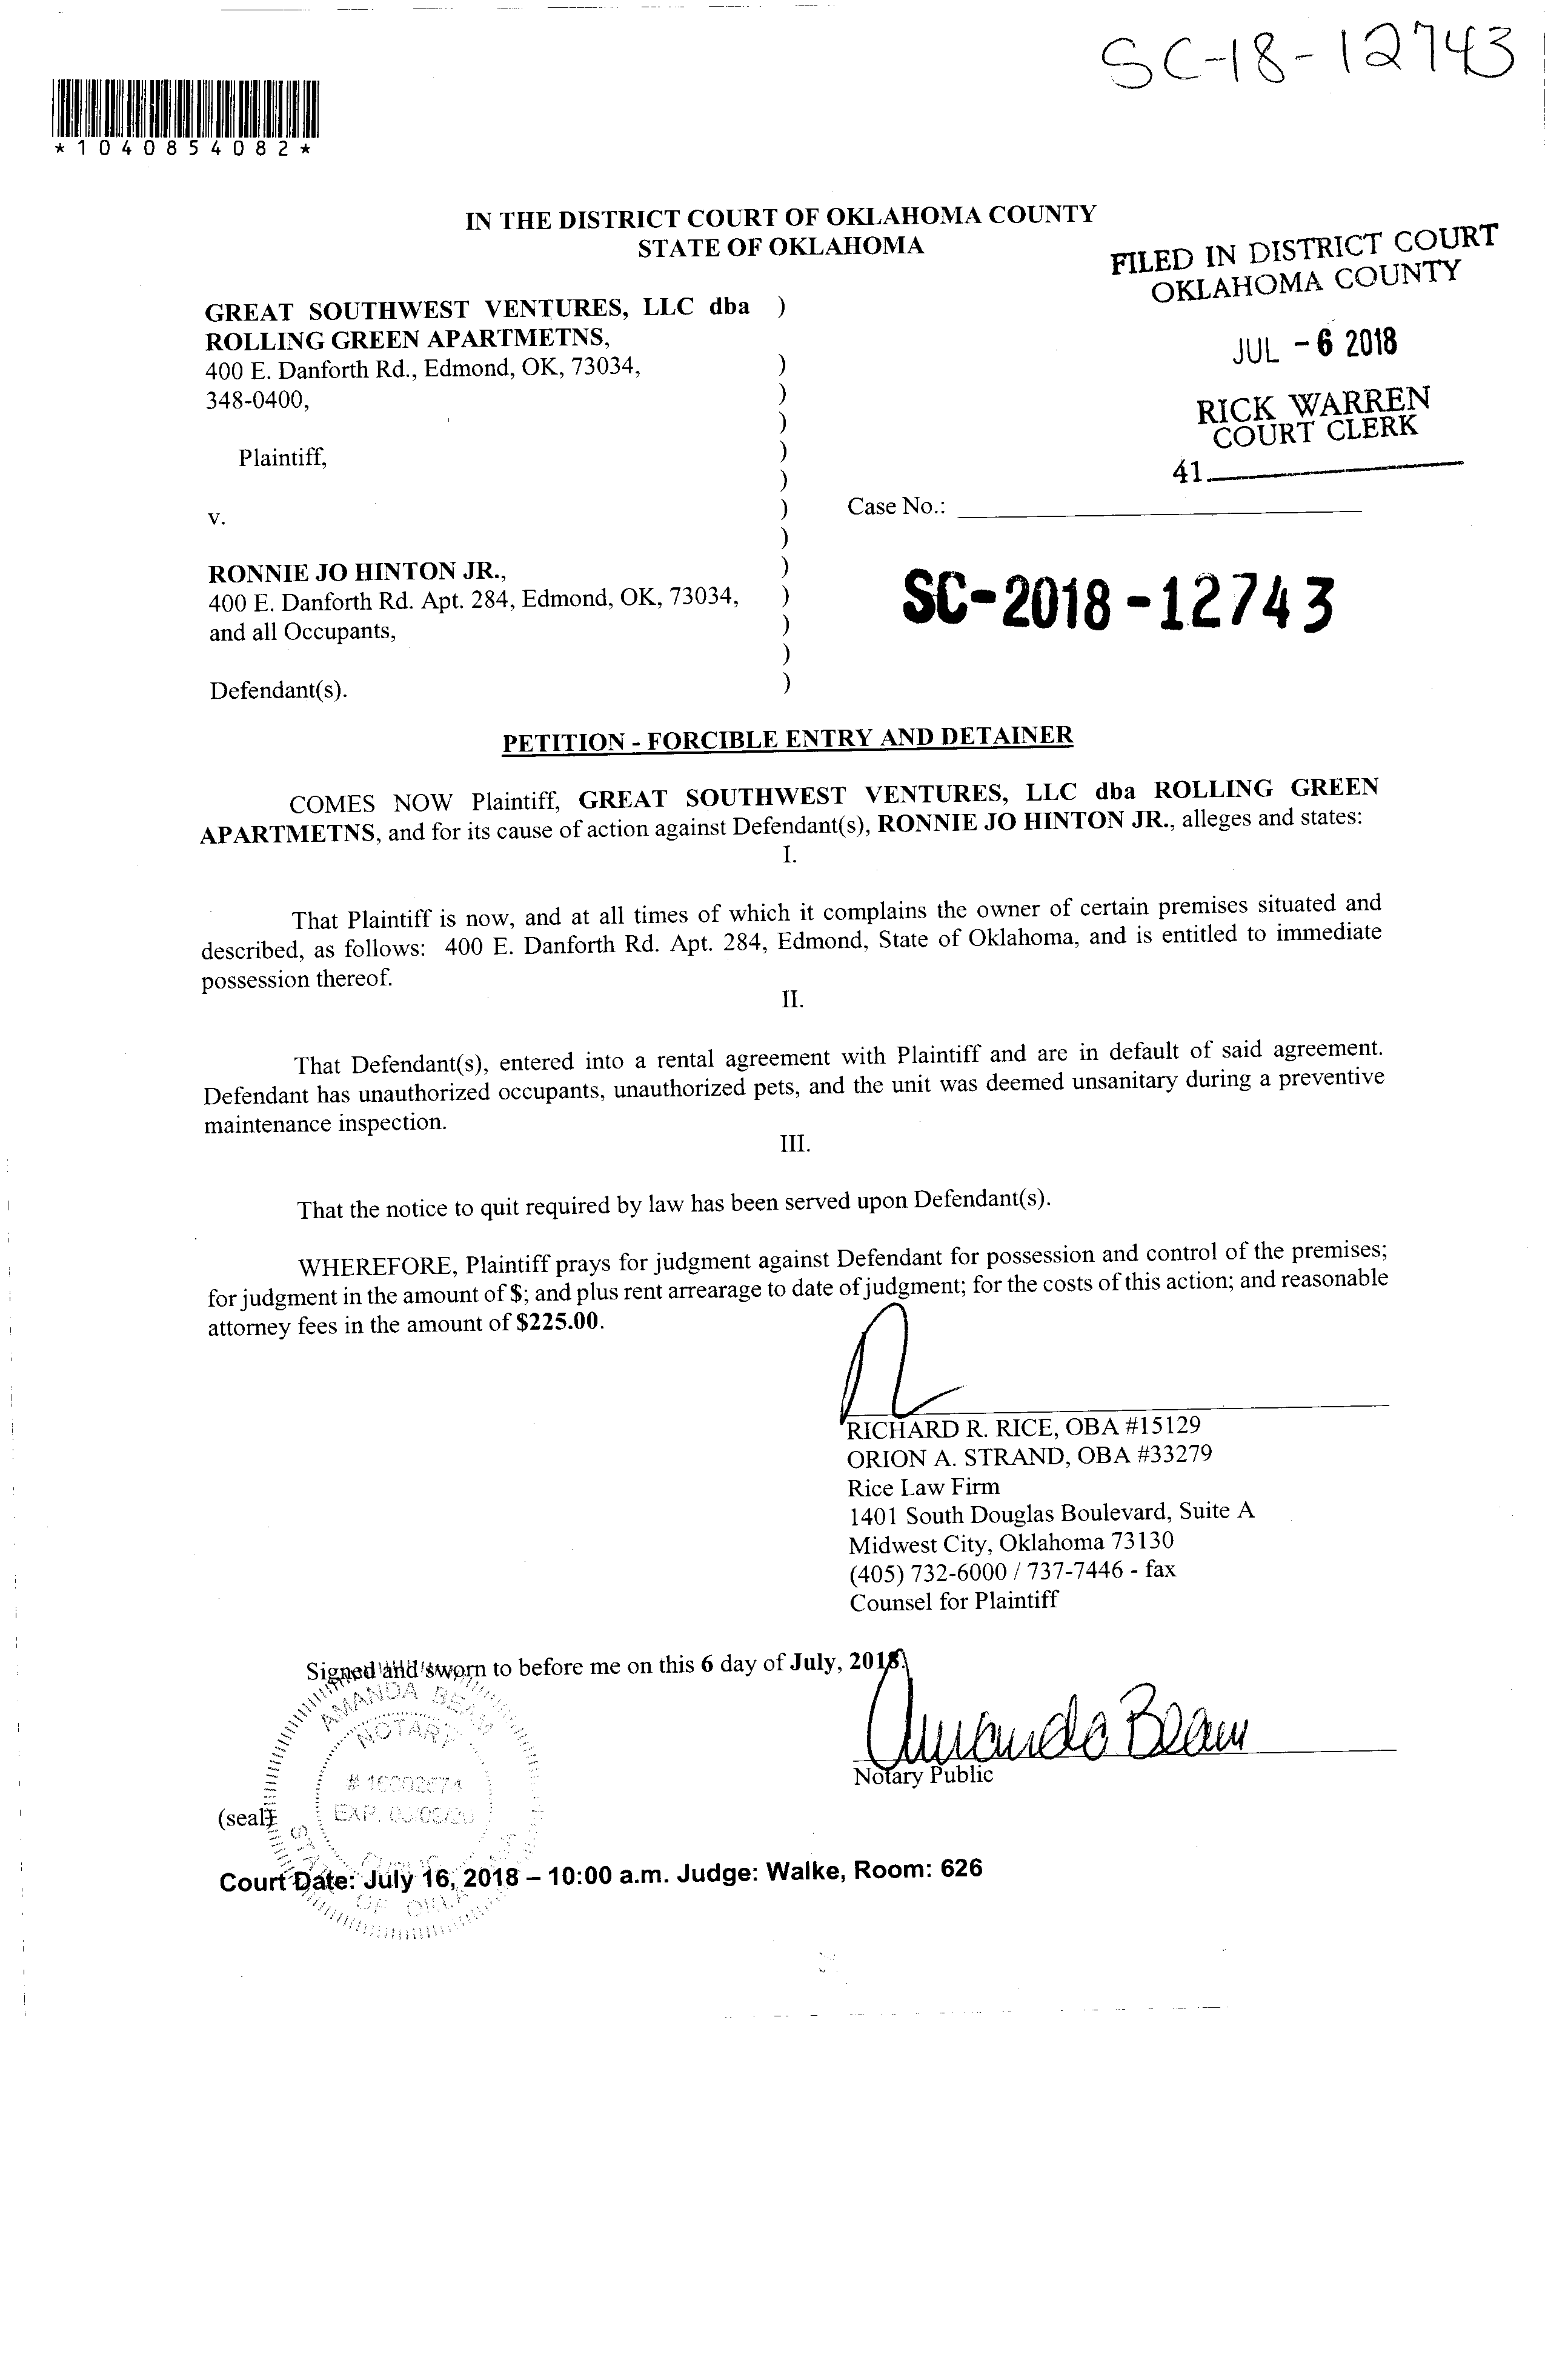 SC-18-12743
*1040854082*
IN THE DISTRICT COURT OF OKLAHOMA COUNTY
STATE OF OKLAHOMA
FILED IN DISTRICT COURT
OKLAHOMA COUNTY
JUL -6 2018
RICK WARREN
COURT CLERK
41
GREAT SOUTHWEST VENTURES, LLC dba )
ROLLING GREEN APARTMETNS,
400 E. Danforth Rd., Edmond, OK, 73034, )
348-0400, )
)
Plaintiff, )
)
v. )
Case No.:
)
RONNIE JO HINTON JR., )
400 E. Danforth Rd. Apt. 284, Edmond, OK, 73034, )
and all Occupants, )
)
Defendant(s). )
SC-2018-12743
PETITION - FORCIBLE ENTRY AND DETAINER
COMES NOW Plaintiff, GREAT SOUTHWEST VENTURES, LLC dba ROLLING GREEN
APARTMETNS, and for its cause of action against Defendant(s), RONNIE JO HINTON JR., alleges and states:
I.
That Plaintiff is now, and at all times of which it complains the owner of certain premises situated and
described, as follows: 400 E. Danforth Rd. Apt. 284, Edmond, State of Oklahoma, and is entitled to immediate
possession thereof.
II.
That Defendant(s), entered into a rental agreement with Plaintiff and are in default of said agreement.
Defendant has unauthorized occupants, unauthorized pets, and the unit was deemed unsanitary during a preventive
maintenance inspection.
III.
That the notice to quit required by law has been served upon Defendant(s).
WHEREFORE, Plaintiff prays for judgment against Defendant for possession and control of the premises;
for judgment in the amount of $; and plus rent arrearage to date of judgment; for the costs of this action; and reasonable
attorney fees in the amount of $225.00.
RICHARD R. RICE, OBA #15129
ORION A. STRAND, OBA #33279
Rice Law Firm
1401 South Douglas Boulevard, Suite A
Midwest City, Oklahoma 73130
(405) 732-6000 / 737-7446 - fax
Counsel for Plaintiff
Signed and sworn to before me on this 6 day of July, 2018.
AMANDA BEAM
NOTARY
Amanda Beam
Notary Public
(seal)
Court Date: July 16, 2018 – 10:00 a.m. Judge: Walke, Room: 626